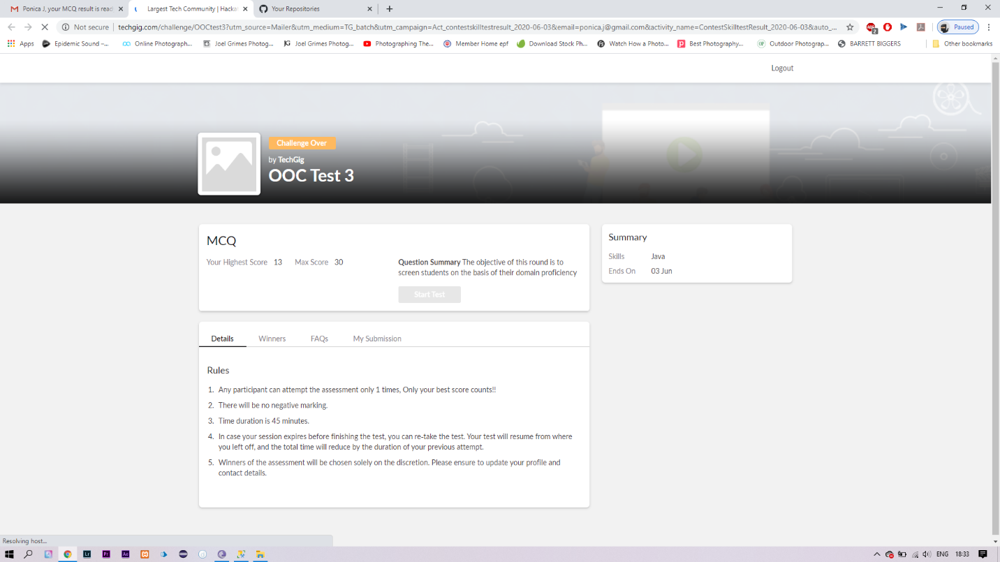 Ponica J, your MCQ result is read
Largest Tech Community | Hacka
Your Repositories
Not secure
techgig.com/challenge/OOCtest3?utm_source=Mailer&utm_medium=TG_batch&utm_campaign=Act_contestskilltestresult_2020-06-03&email=ponica.j@gmail.com&activity_name=ContestSkilltestResult_2020-06-03&auto_...
2
Paused
Apps
Epidemic Sound –...
Online Photograph...
Joel Grimes Photog...
Joel Grimes Photog...
Photographing The...
Member Home epf
Download Stock Ph...
Watch How a Photo...
Best Photography...
Outdoor Photograp...
BARRETT BIGGERS
Other bookmarks
Logout
Challenge Over
by TechGig
OOC Test 3
MCQ
Your Highest Score 13 Max Score 30
Question Summary The objective of this round is to
screen students on the basis of their domain proficiency
Start Test
Summary
Skills Java
Ends On 03 Jun
Details Winners FAQs My Submission
Rules
1. Any participant can attempt the assessment only 1 times, Only your best score counts!!
2. There will be no negative marking.
3. Time duration is 45 minutes.
4. In case your session expires before finishing the test, you can re-take the test. Your test will resume from where
you left off, and the total time will reduce by the duration of your previous attempt.
5. Winners of the assessment will be chosen solely on the discretion. Please ensure to update your profile and
contact details.
Resolving host...
Lr
Pr
Ae
ENG
18:33